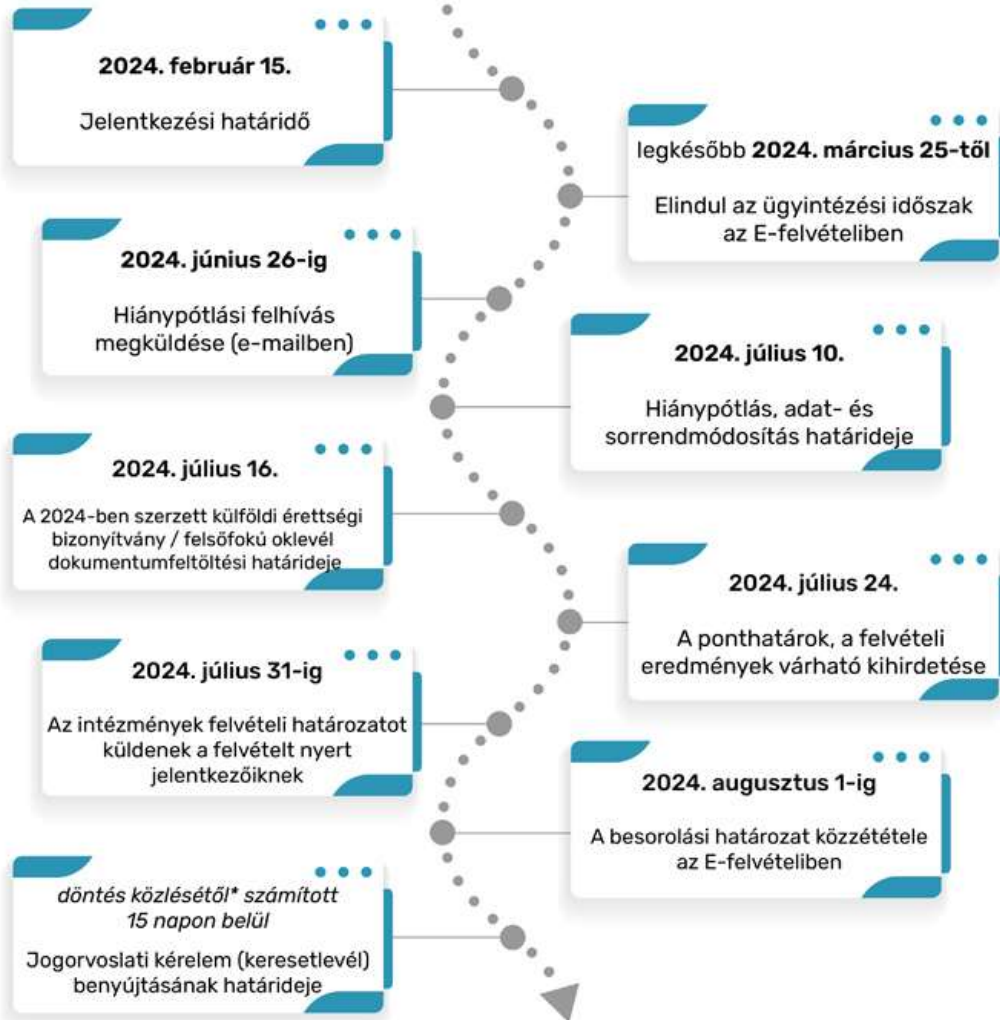 2024. február 15.
Jelentkezési határidő
legkésőbb 2024. március 25-től
Elindul az ügyintézési időszak
az E-felvételiben
2024. június 26-ig
Hiánypótlási felhívás
megküldése (e-mailben)
2024. július 10.
Hiánypótlás, adat- és
sorrendmódosítás határideje
2024. július 16.
A 2024-ben szerzett külföldi érettségi
bizonyítvány / felsőfokú oklevél
dokumentumfeltöltési határideje
2024. július 24.
A ponthatárok, a felvételi
eredmények várható kihirdetése
2024. július 31-ig
Az intézmények felvételi határozatot
küldenek a felvételt nyert
jelentkezőiknek
2024. augusztus 1-ig
A besorolási határozat közzététele
az E-felvételiben
döntés közlésétől* számított
15 napon belül
Jogorvoslati kérelem (keresetlevél)
benyújtásának határideje